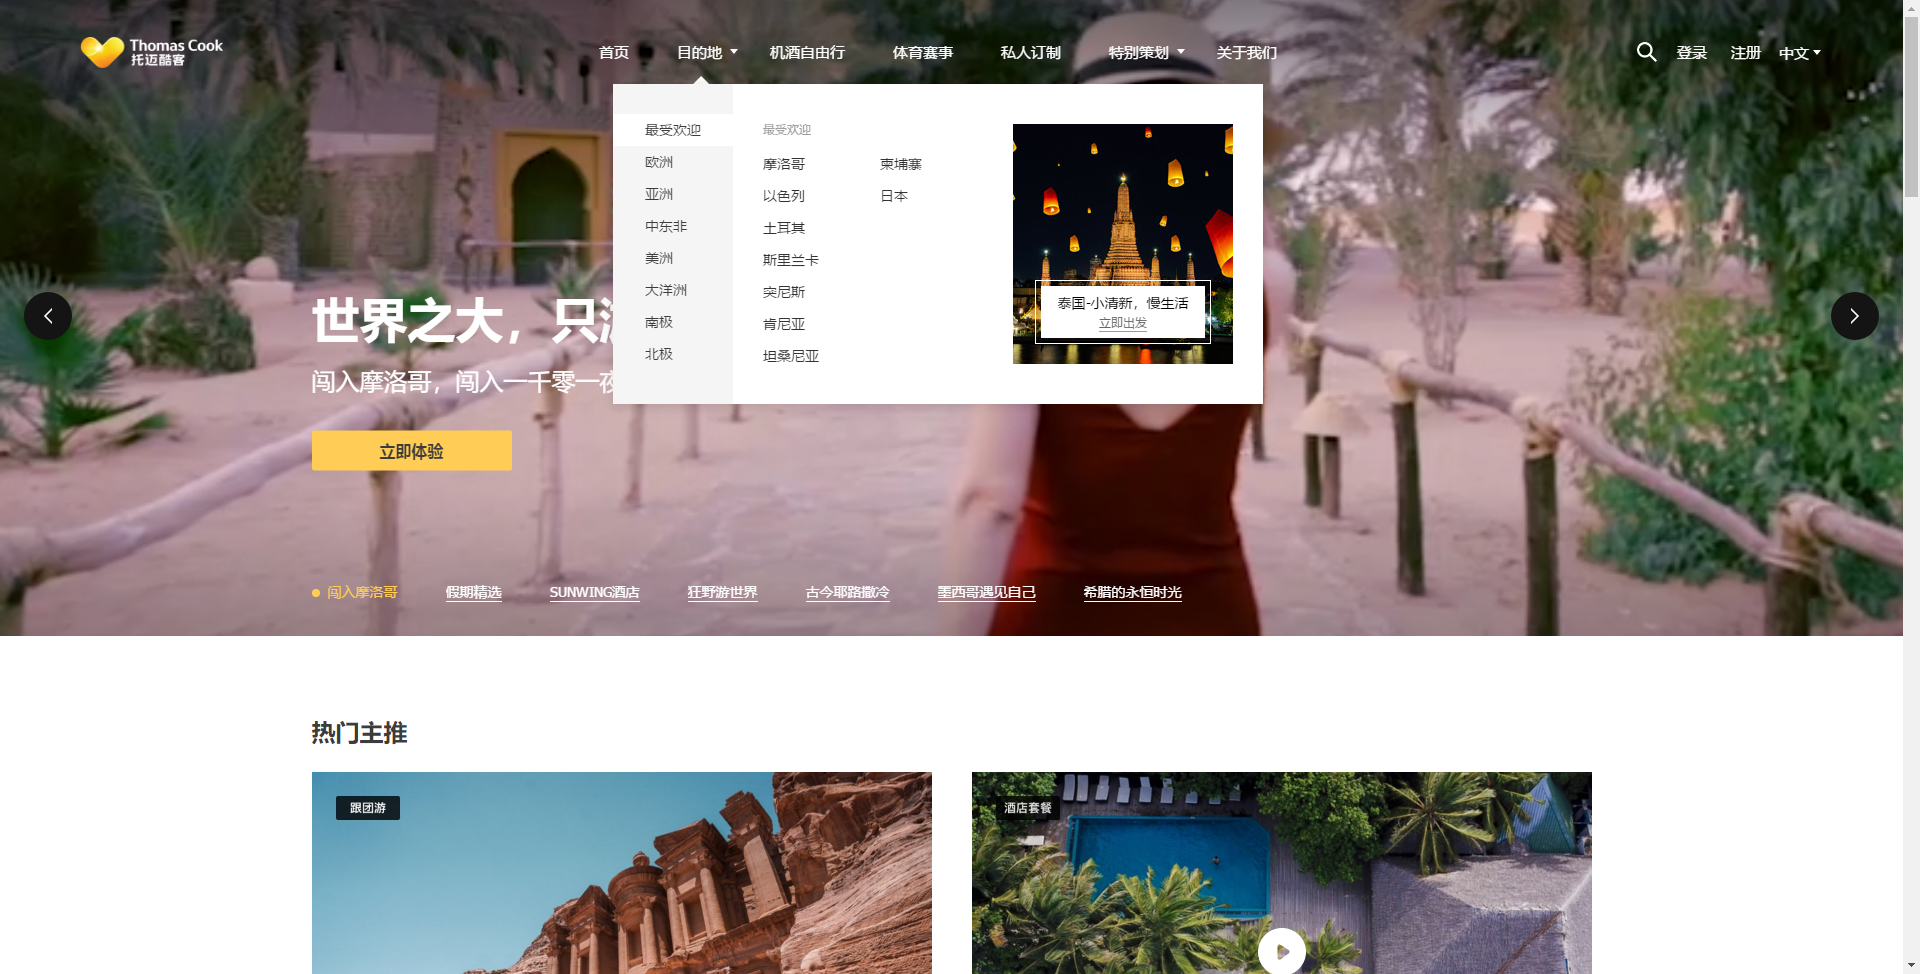 Thomas Cook
托迈酷客
首页
目的地
机酒自由行
体育赛事
私人订制
特别策划
关于我们
登录
注册
中文
最受欢迎
欧洲
亚洲
中东非
美洲
大洋洲
南极
北极
最受欢迎
摩洛哥
柬埔寨
以色列
日本
土耳其
斯里兰卡
突尼斯
肯尼亚
坦桑尼亚
泰国-小清新，慢生活
立即出发
世界之大，只
闯入摩洛哥，闯入一千零一夜
立即体验
闯入摩洛哥
假期精选
SUNWING酒店
狂野游世界
古今耶路撒冷
墨西哥遇见自己
希腊的永恒时光
热门主推
跟团游
酒店套餐